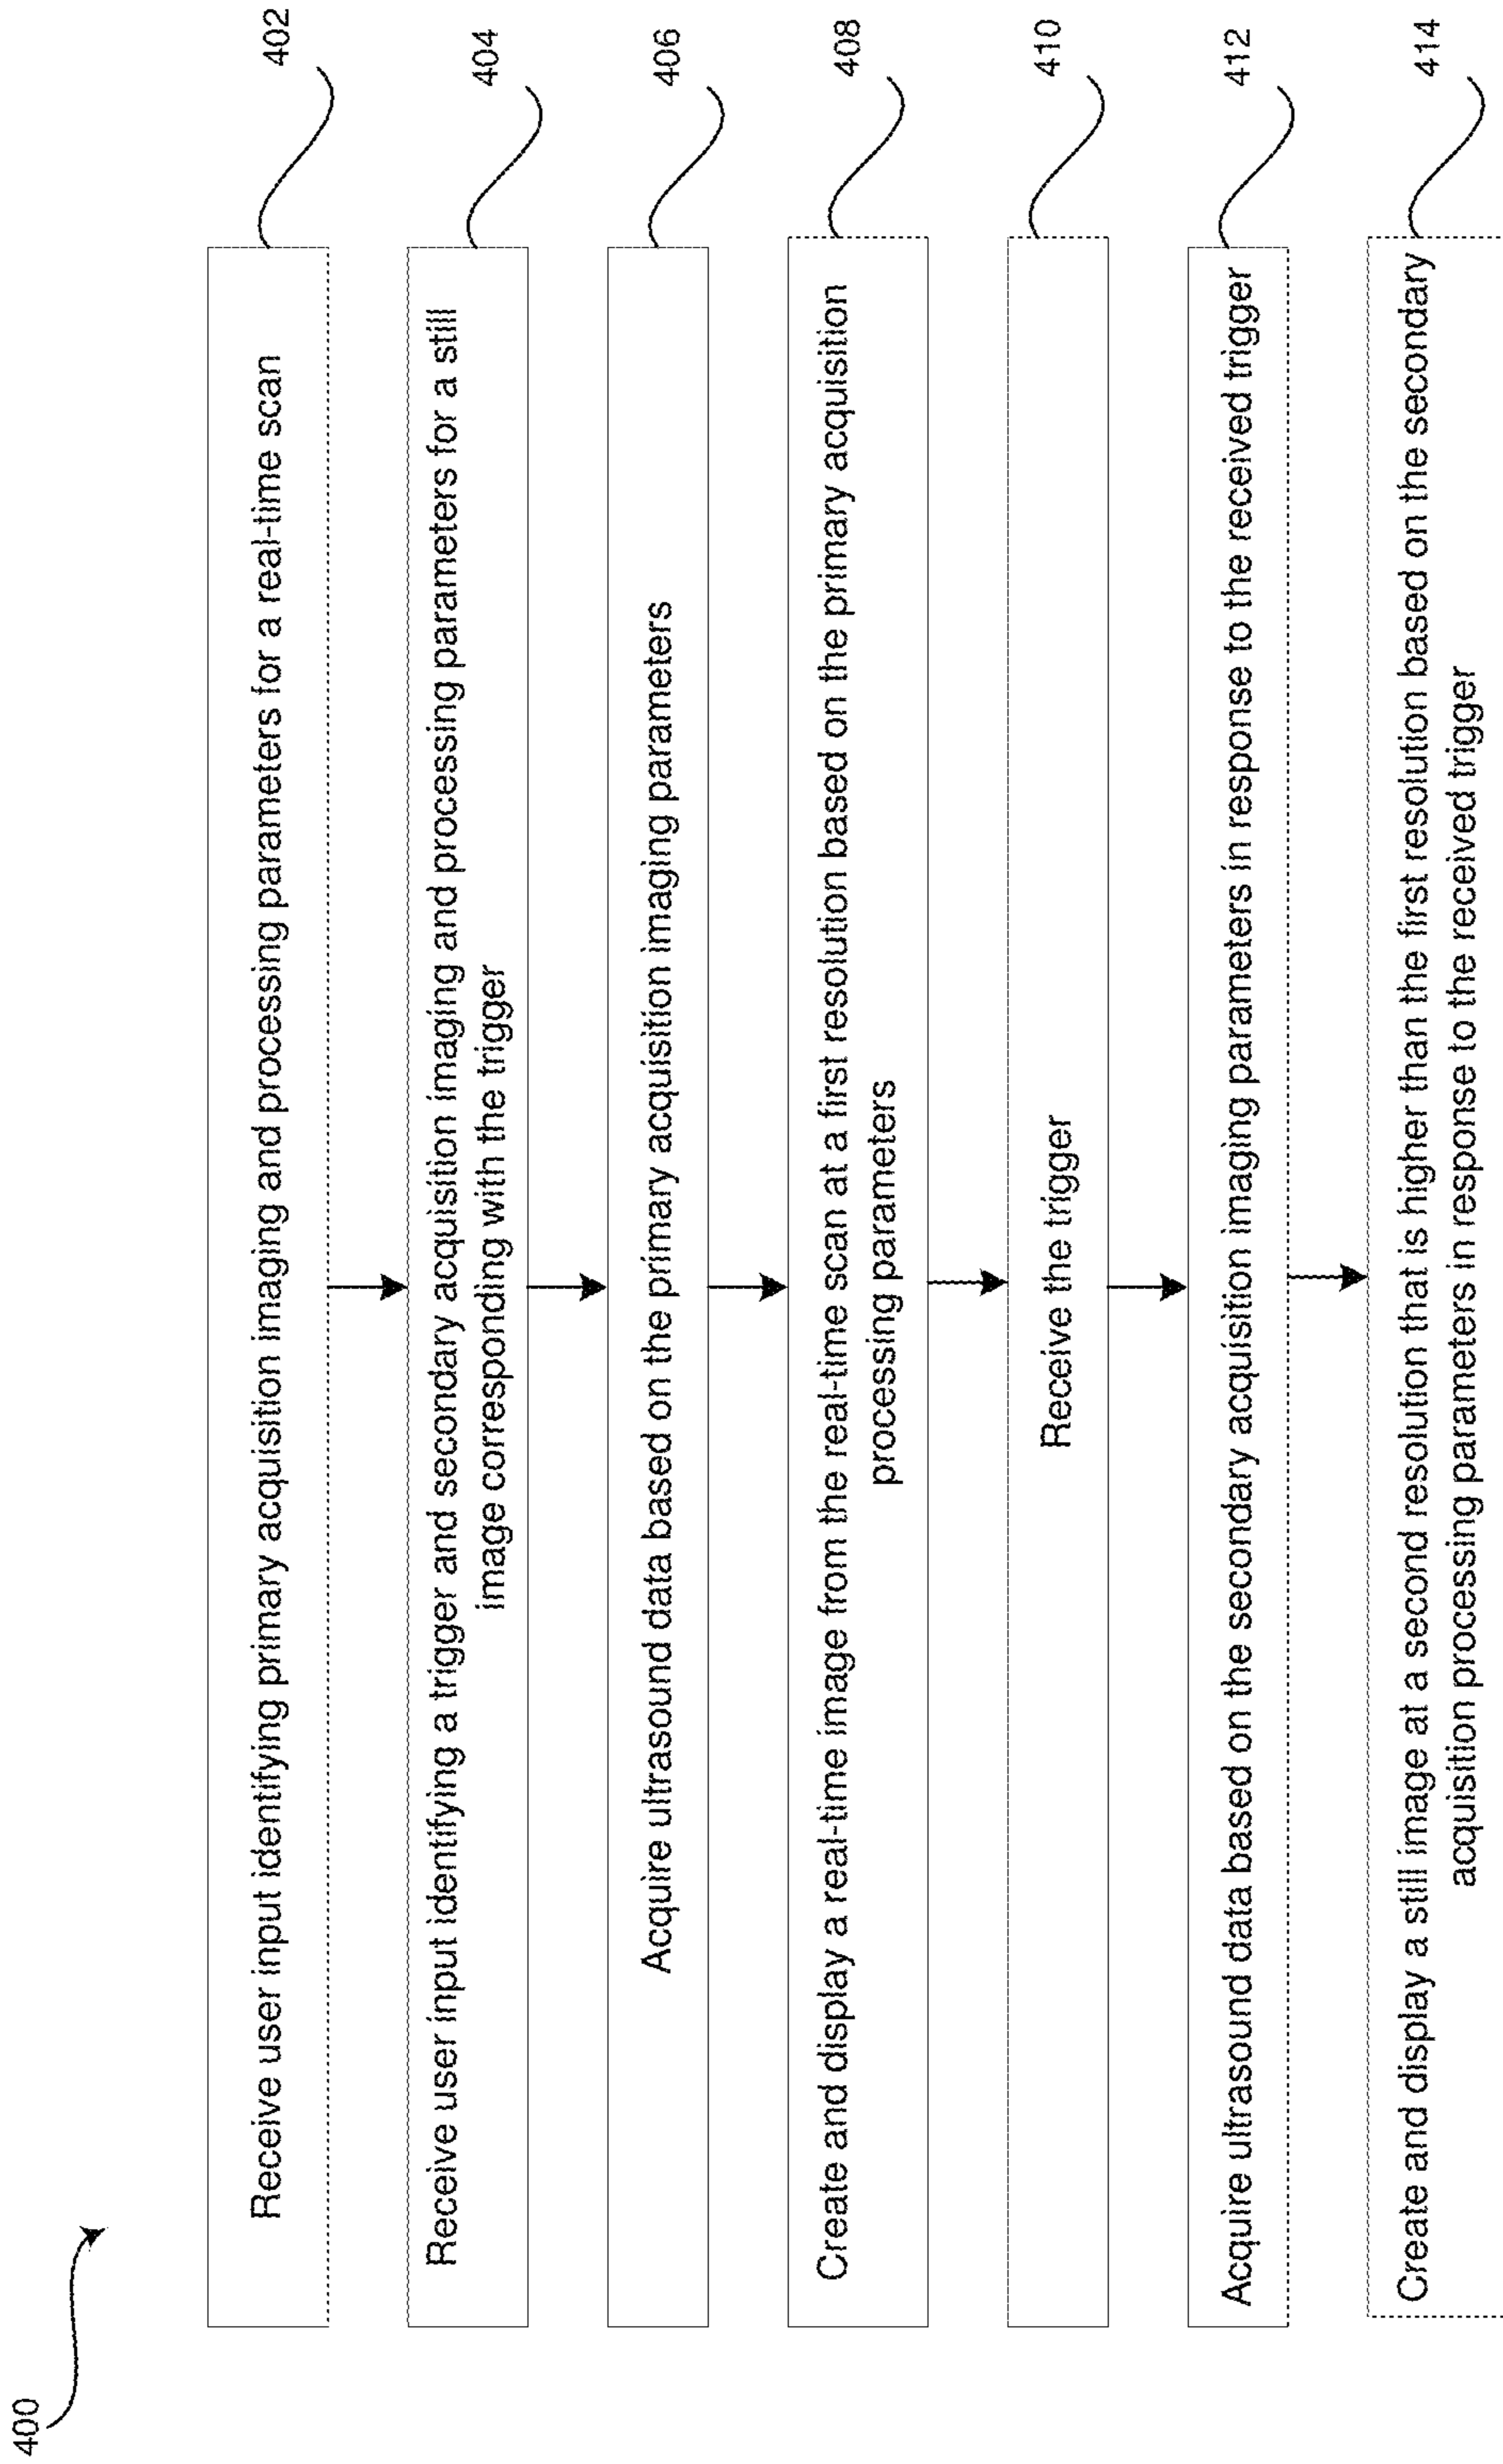 400
Receive user input identifying primary acquisition imaging and processing parameters for a real-time scan
402
Receive user input identifying a trigger and secondary acquisition imaging and processing parameters for a still
image corresponding with the trigger
404
Acquire ultrasound data based on the primary acquisition imaging parameters
406
Create and display a real-time image from the real-time scan at a first resolution based on the primary acquisition
processing parameters
408
Receive the trigger
410
Acquire ultrasound data based on the secondary acquisition imaging parameters in response to the received trigger
412
Create and display a still image at a second resolution that is higher than the first resolution based on the secondary
acquisition processing parameters in response to the received trigger
414